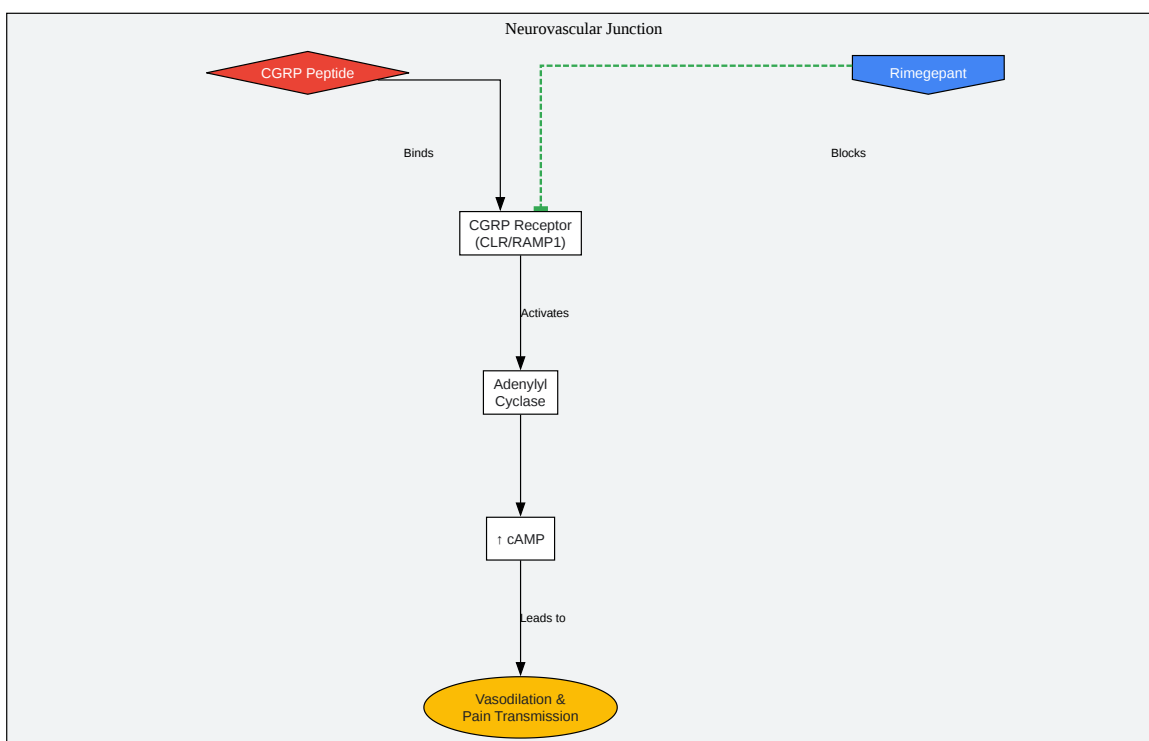 Neurovascular Junction
CGRP Peptide
Rimegepant
Binds
Blocks
CGRP Receptor
(CLR/RAMP1)
Activates
Adenylyl
Cyclase
↑ cAMP
Leads to
Vasodilation &
Pain Transmission